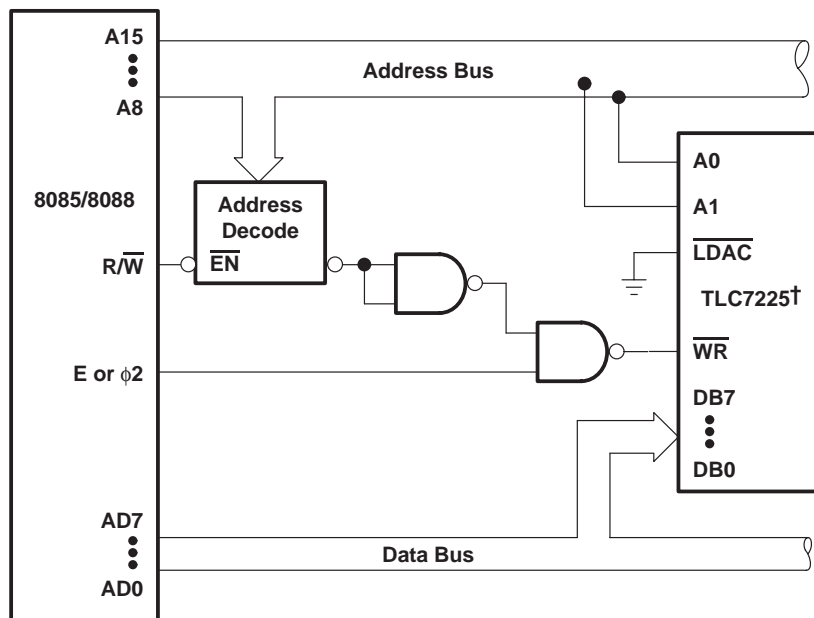 A15
Address Bus
A8
8085/8088
Address
Decode
EN
R/W
E or ϕ2
A0
A1
LDAC
TLC7225†
WR
DB7
DB0
AD7
Data Bus
AD0